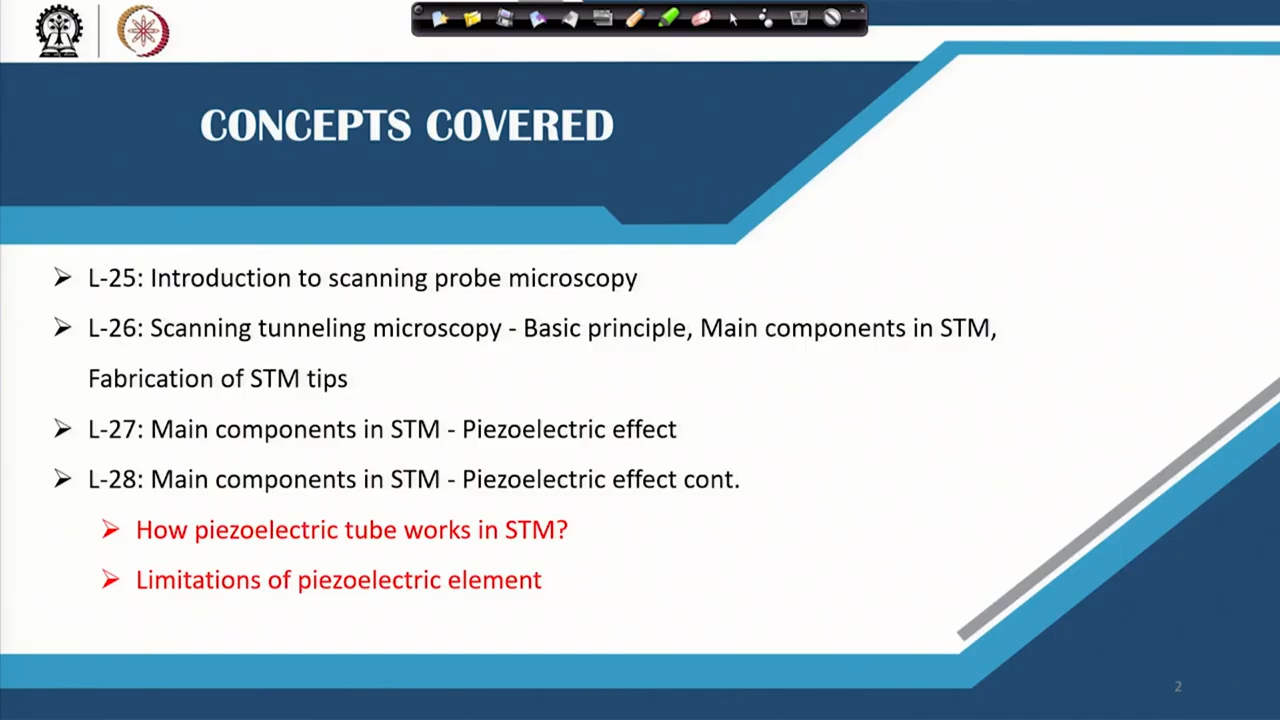 CONCEPTS COVERED
L-25: Introduction to scanning probe microscopy
L-26: Scanning tunneling microscopy - Basic principle, Main components in STM,
Fabrication of STM tips
L-27: Main components in STM - Piezoelectric effect
L-28: Main components in STM - Piezoelectric effect cont.
How piezoelectric tube works in STM?
Limitations of piezoelectric element
2